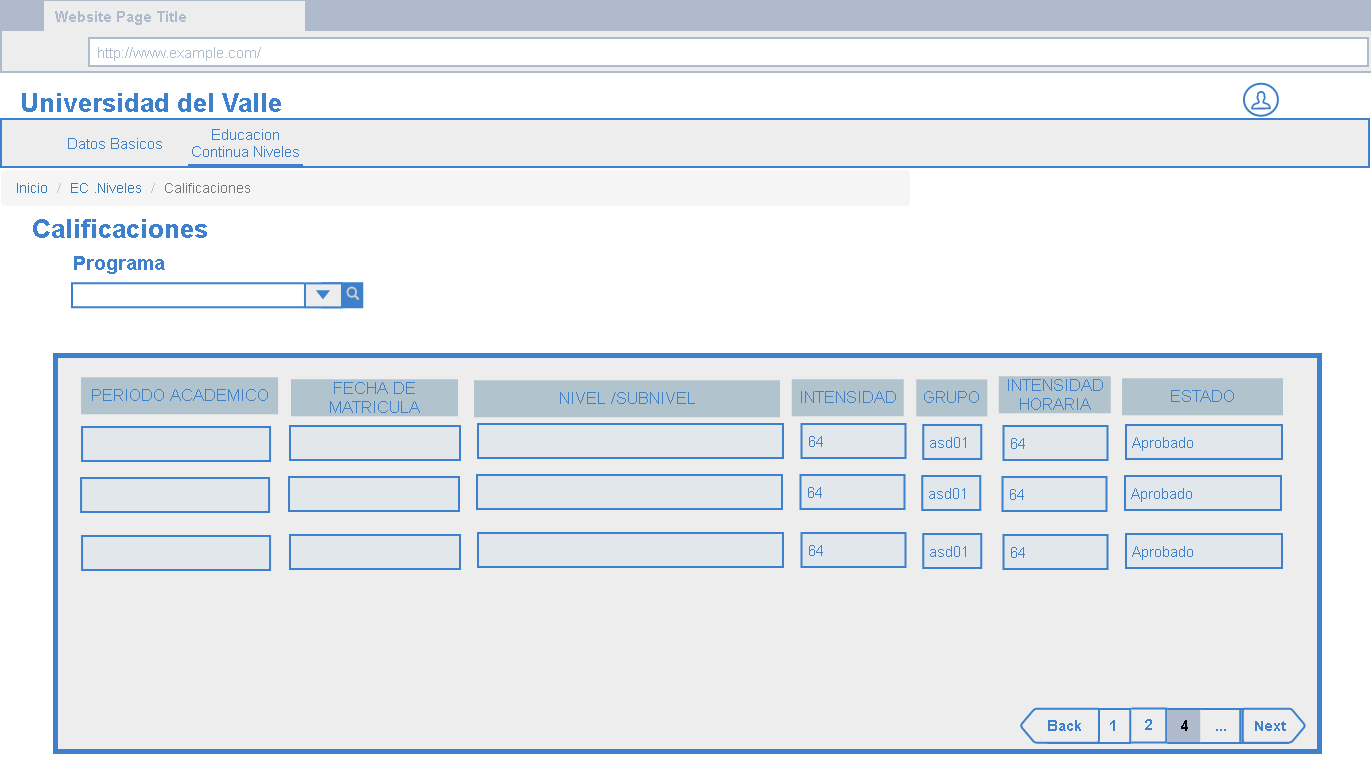 Website Page Title
http://www.example.com/
Universidad del Valle
Datos Basicos
Educacion
Continua Niveles
Inicio / EC .Niveles / Calificaciones
Calificaciones
Programa
PERIODO ACADEMICO
FECHA DE
MATRICULA
NIVEL /SUBNIVEL
INTENSIDAD
GRUPO
INTENSIDAD
HORARIA
ESTADO
64 asd01 64 Aprobado
64 asd01 64 Aprobado
64 asd01 64 Aprobado
Back 1 2 4 ... Next